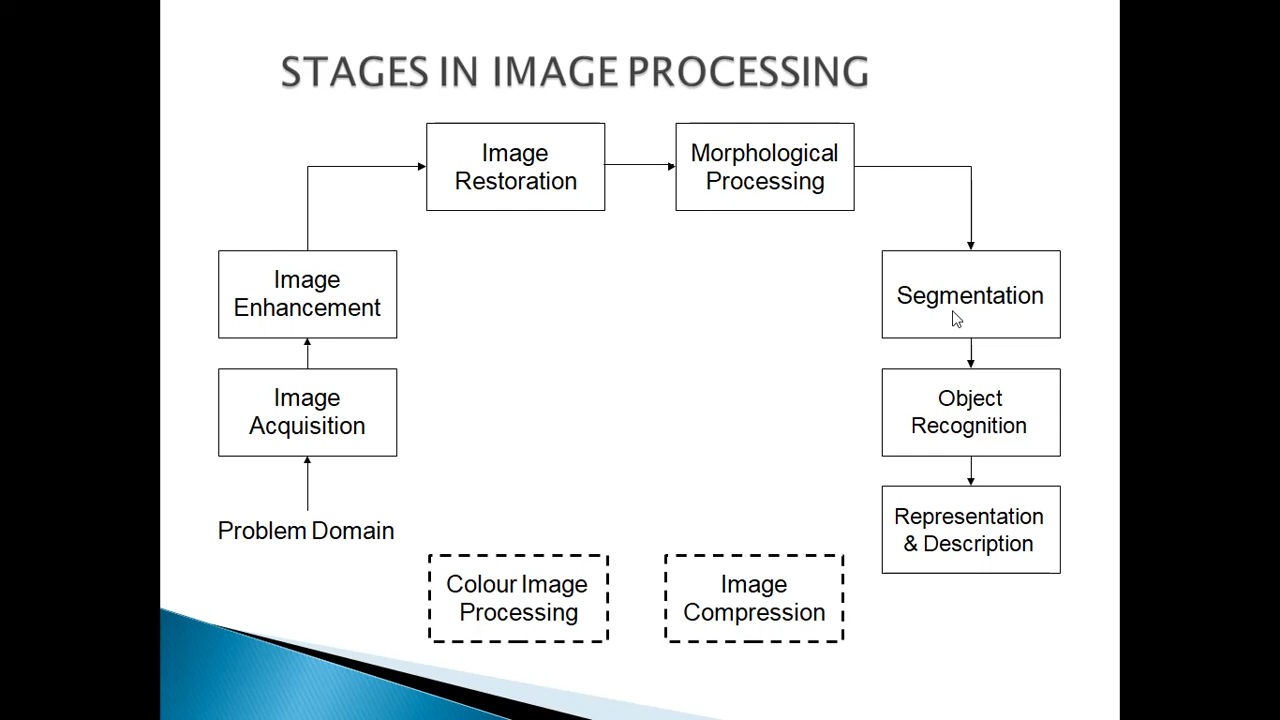 STAGES IN IMAGE PROCESSING
Image
Restoration
Morphological
Processing
Image
Enhancement
Segmentation
Image
Acquisition
Object
Recognition
Problem Domain
Representation
& Description
Colour Image
Processing
Image
Compression